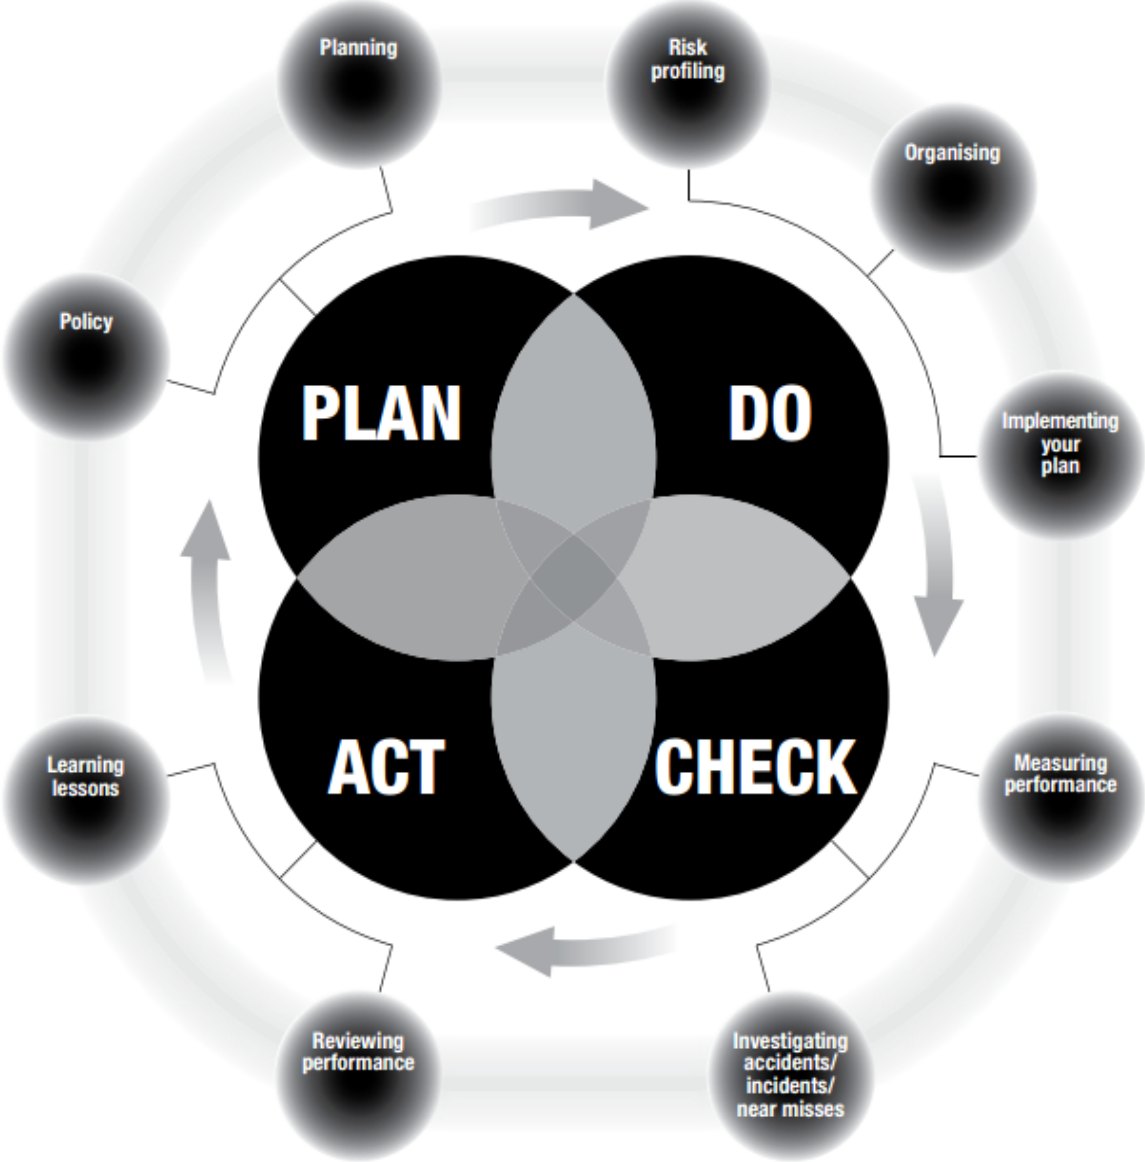 Planning
Risk
profiling
Organising
Policy
PLAN
DO
Implementing
your
plan
Learning
lessons
ACT
CHECK
Measuring
performance
Reviewing
performance
Investigating
accidents/
incidents/
near misses